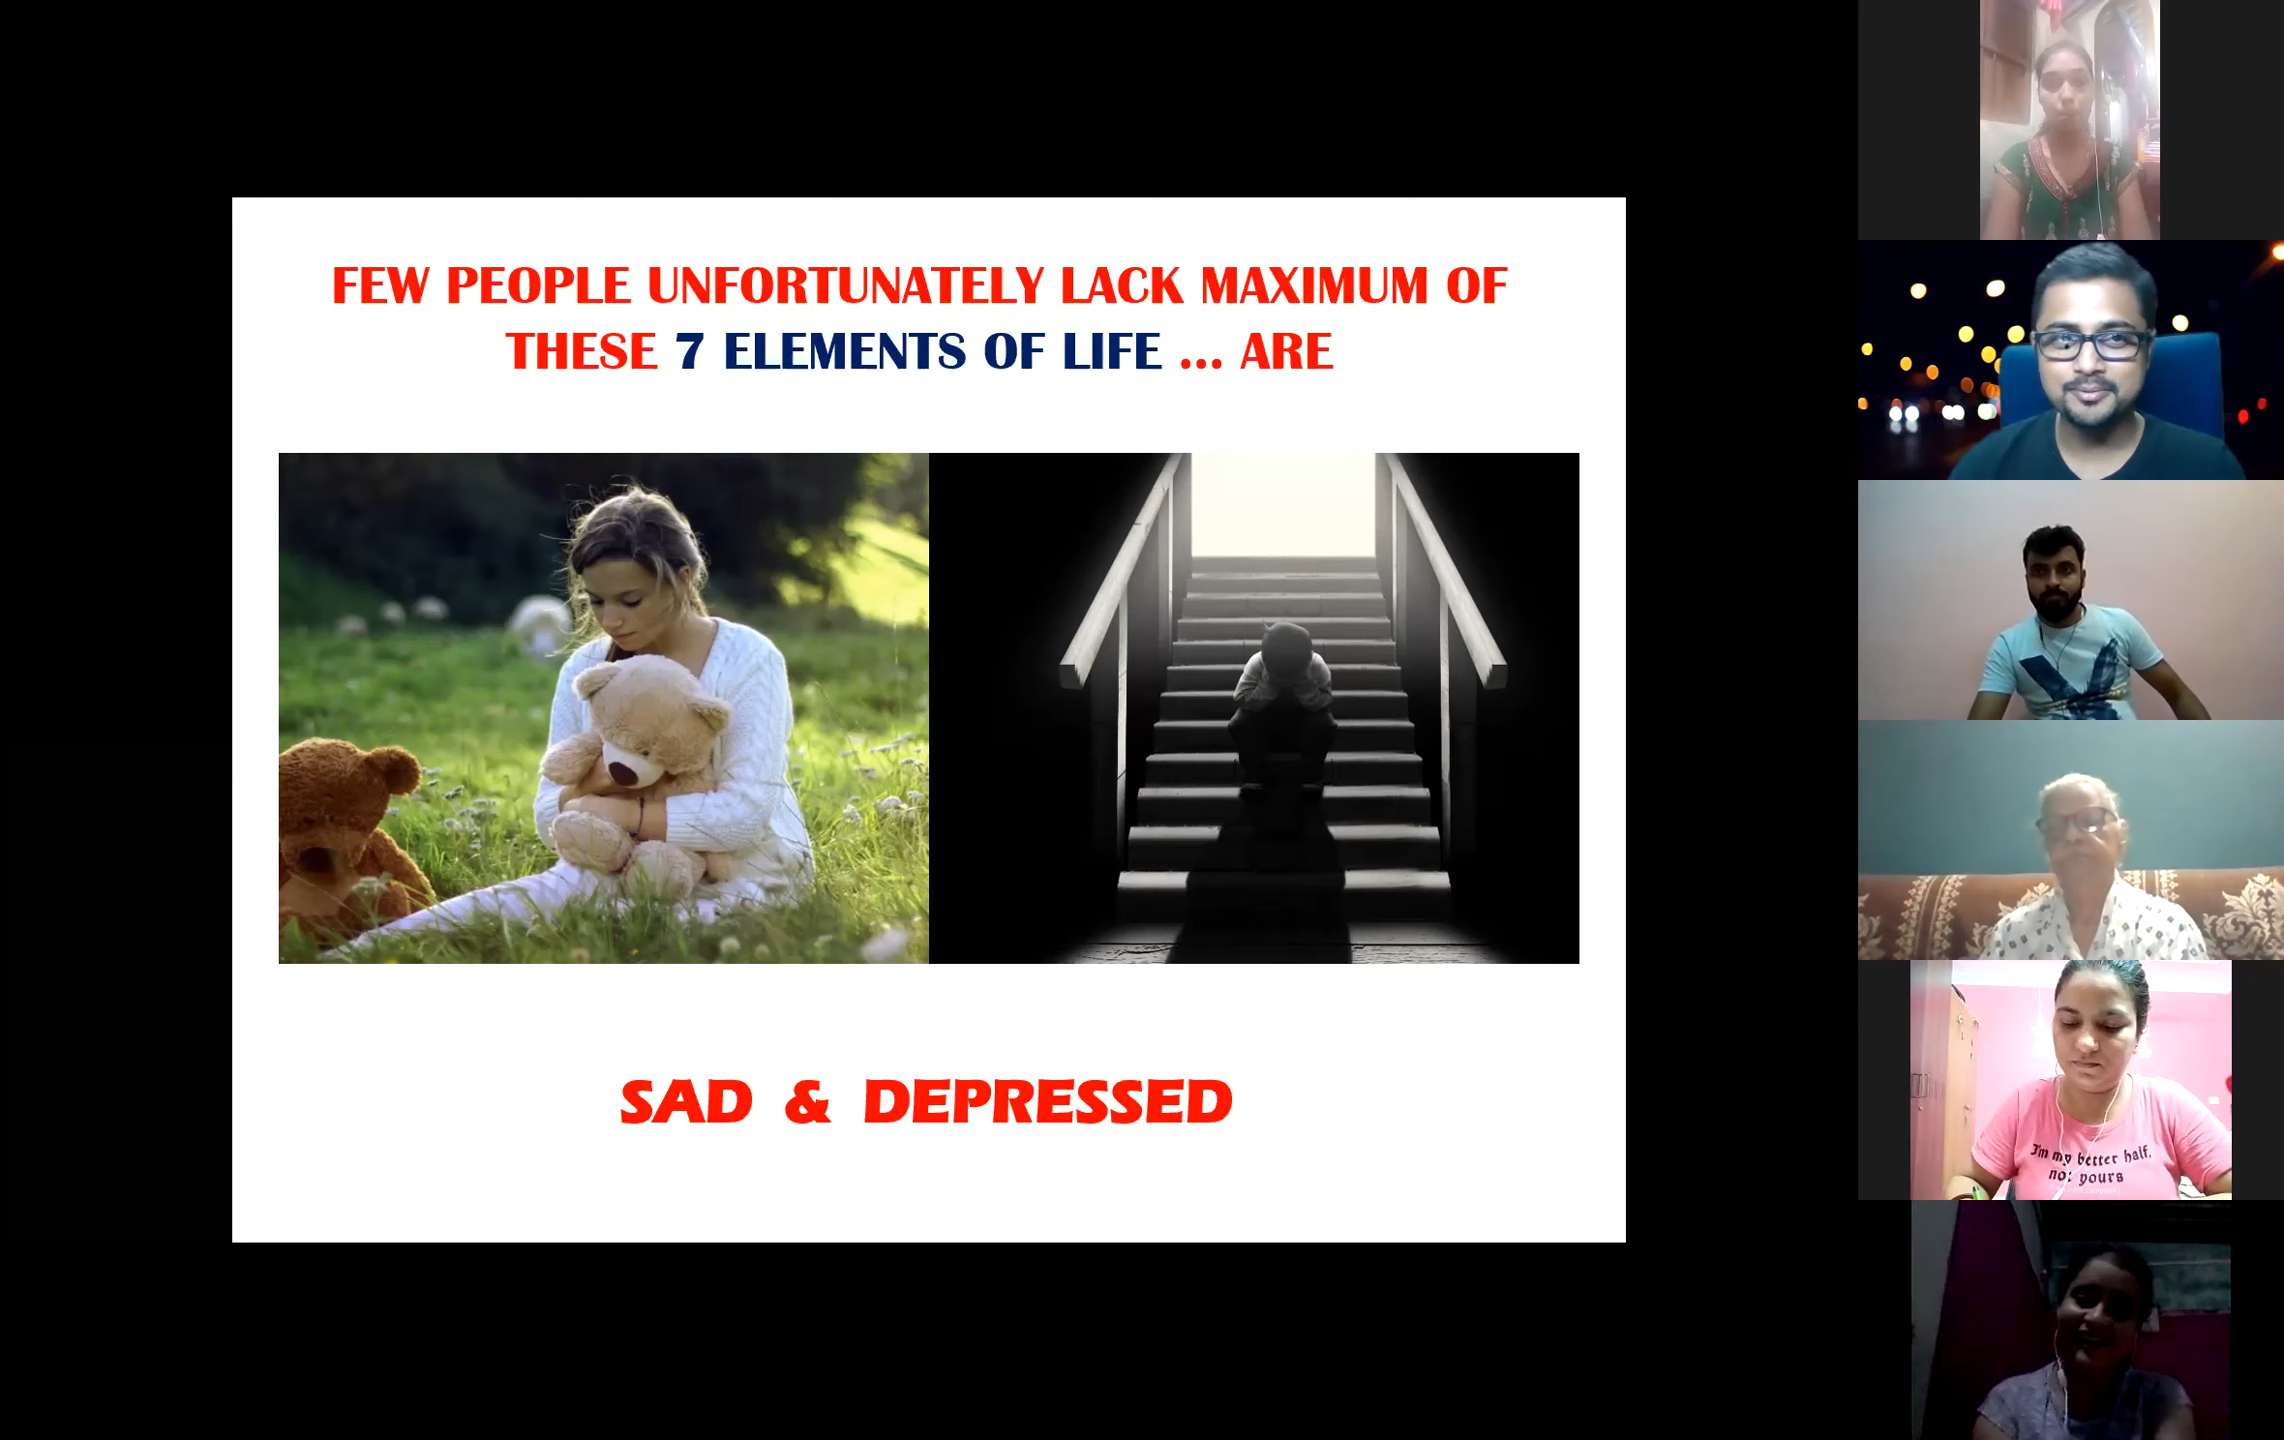 FEW PEOPLE UNFORTUNATELY LACK MAXIMUM OF
THESE 7 ELEMENTS OF LIFE ... ARE
SAD & DEPRESSED
I'm my better half,
not yours